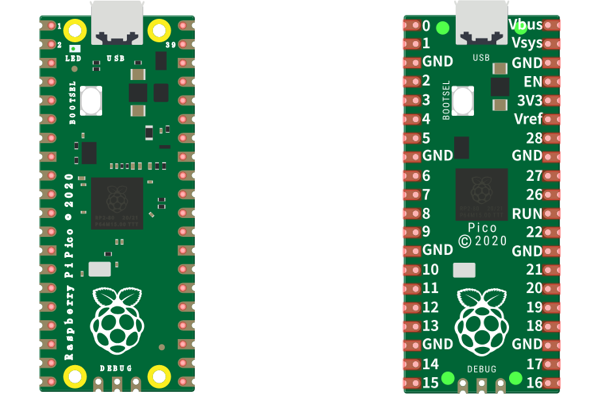 1
2
39
LED
USB
BOOTSEL
Raspberry Pi Pico © 2020
DEBUG
0 Vbus
1 Vsys
GND GND
USB
2 EN
BOOTSEL
3 3V3
4 Vref
5 28
GND GND
6 27
7 26
8 RUN
Pico
9 22
©2020
GND GND
10 21
11 20
12 19
13 18
GND GND
DEBUG
14 17
15 16